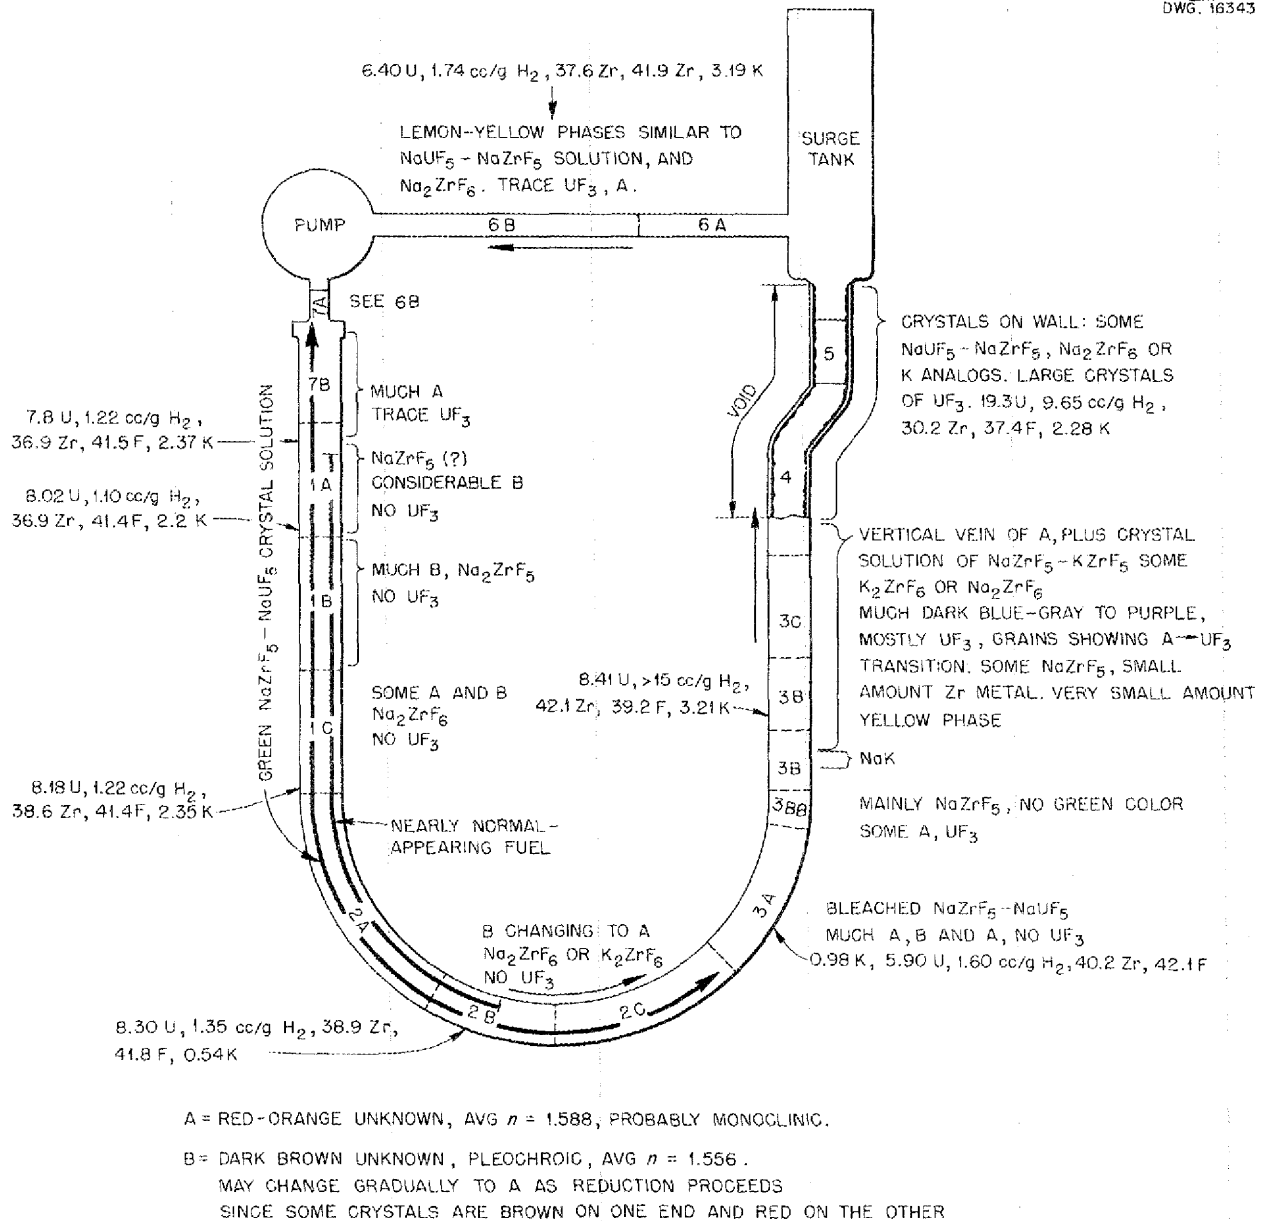 DWG. 16343
6.40 U, 1.74 cc/g H2, 37.6 Zr, 41.9 Zr, 3.19 K
LEMON-YELLOW PHASES SIMILAR TO
NaUF5 - NaZrF5 SOLUTION, AND
Na2ZrF6. TRACE UF3, A.
SURGE
TANK
PUMP
6B
6A
7A
SEE 6B
CRYSTALS ON WALL: SOME
NaUF5 - NaZrF5, Na2ZrF6 OR
K ANALOGS. LARGE CRYSTALS
OF UF3. 19.3U, 9.65 cc/g H2,
30.2 Zr, 37.4F, 2.28 K
5
VOID
4
7B
MUCH A
TRACE UF3
7.8 U, 1.22 cc/g H2,
36.9 Zr, 41.5 F, 2.37 K
GREEN NaZrF5 - NaUF5 CRYSTAL SOLUTION
1A
NaZrF5 (?)
CONSIDERABLE B
NO UF3
8.02 U, 1.10 cc/g H2,
36.9 Zr, 41.4F, 2.2 K
MUCH B, Na2ZrF5
NO UF3
1B
VERTICAL VEIN OF A, PLUS CRYSTAL
SOLUTION OF NaZrF5-KZrF5 SOME
K2ZrF6 OR Na2ZrF6
MUCH DARK BLUE-GRAY TO PURPLE,
MOSTLY UF3, GRAINS SHOWING A→UF3
TRANSITION. SOME NaZrF5, SMALL
AMOUNT Zr METAL. VERY SMALL AMOUNT
YELLOW PHASE
3C
8.41 U, >15 cc/g H2,
42.1 Zr, 39.2 F, 3.21 K
3B
SOME A AND B
Na2ZrF6
NO UF3
1C
3B
NaK
8.18 U, 1.22 cc/g H2,
38.6 Zr, 41.4F, 2.35 K
3BB
MAINLY NaZrF5, NO GREEN COLOR
SOME A, UF3
NEARLY NORMAL-
APPEARING FUEL
2A
3A
BLEACHED NaZrF5-NaUF5
MUCH A, B AND A, NO UF3
0.98 K, 5.90 U, 1.60 cc/g H2, 40.2 Zr, 42.1 F
B CHANGING TO A
Na2ZrF6 OR K2ZrF6
NO UF3
2B
2C
8.30 U, 1.35 cc/g H2, 38.9 Zr,
41.8 F, 0.54 K
A = RED-ORANGE UNKNOWN, AVG n = 1.588, PROBABLY MONOCLINIC.
B = DARK BROWN UNKNOWN, PLEOCHROIC, AVG n = 1.556.
MAY CHANGE GRADUALLY TO A AS REDUCTION PROCEEDS
SINCE SOME CRYSTALS ARE BROWN ON ONE END AND RED ON THE OTHER